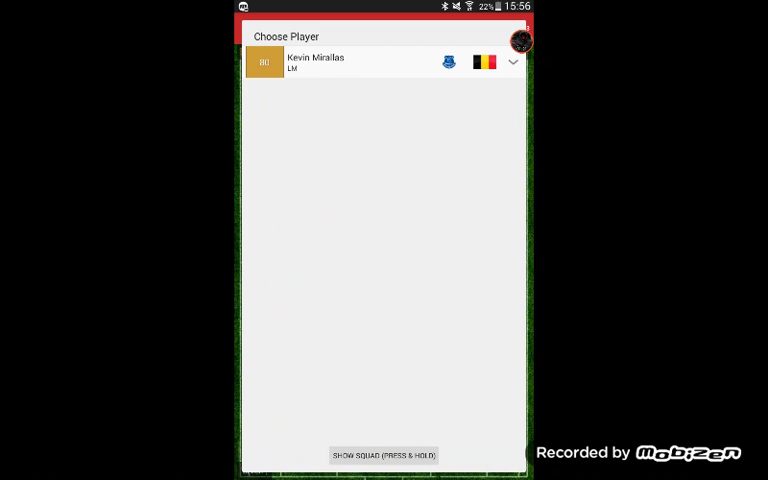 22% 15:56
Choose Player
80
Kevin Mirallas
LM
SHOW SQUAD (PRESS & HOLD)
Recorded by mobizen